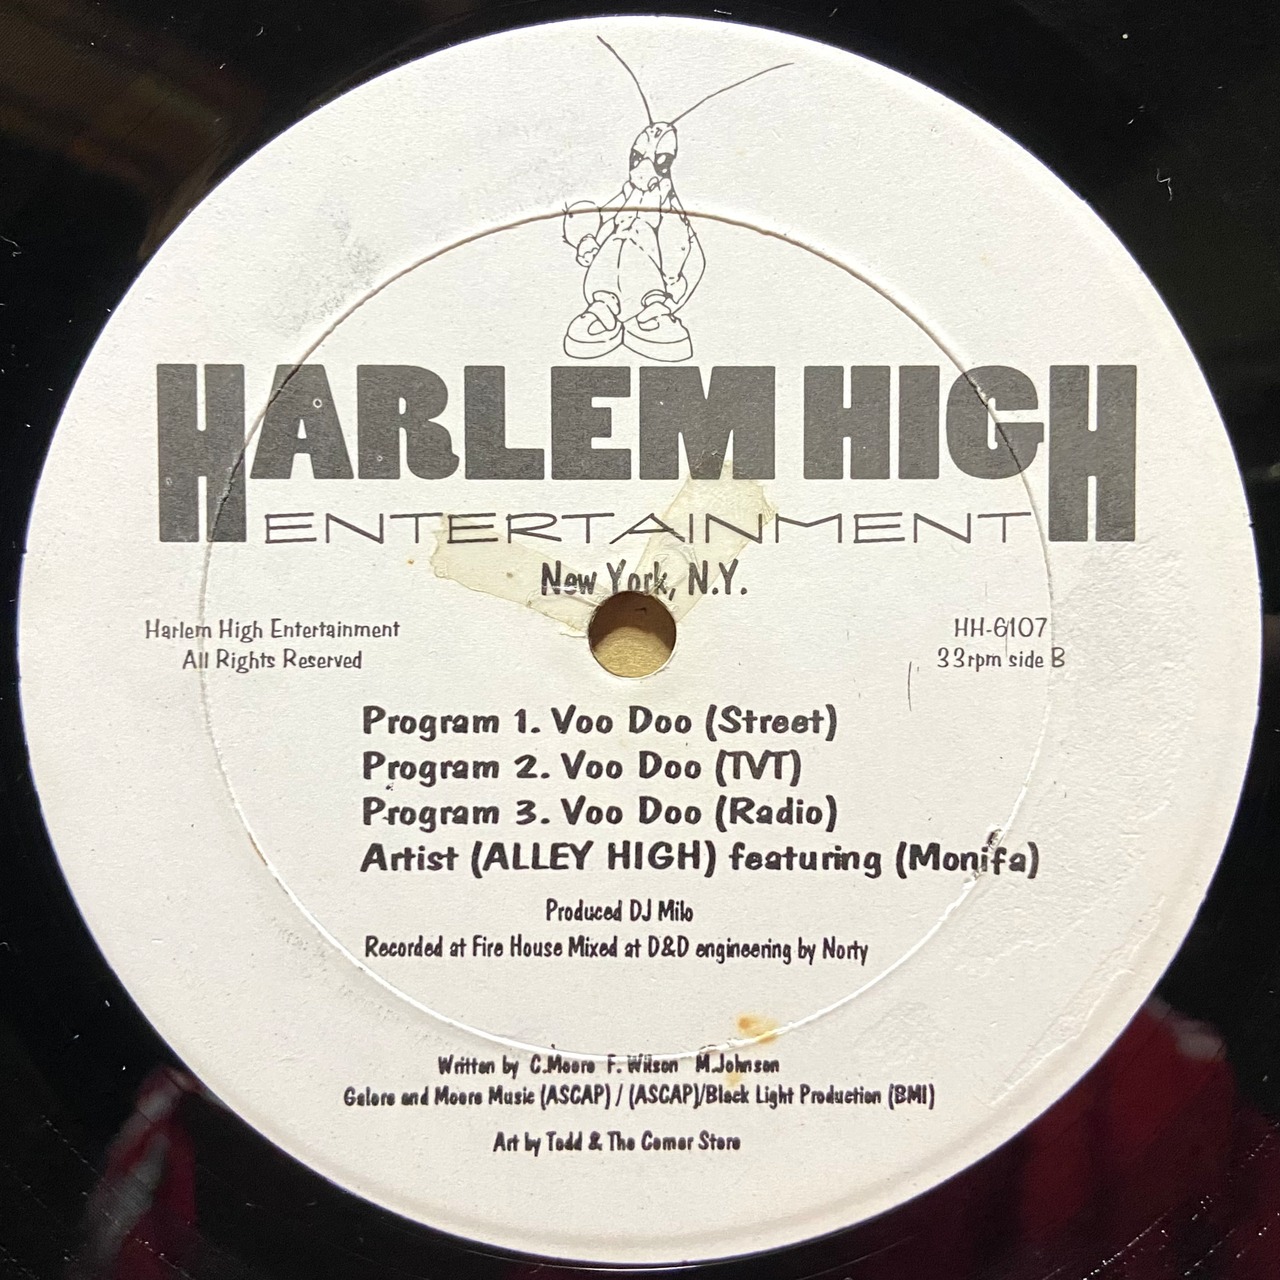 HARLEM HIGH
ENTERTAINMENT
New York, N.Y.
Harlem High Entertainment
All Rights Reserved
HH-6107
33rpm side B
Program 1. Voo Doo (Street)
Program 2. Voo Doo (TVT)
Program 3. Voo Doo (Radio)
Artist (ALLEY HIGH) featuring (Monifa)
Produced DJ Milo
Recorded at Fire House Mixed at D&D engineering by Norty
Written by C.Moore F. Wilson M.Johnson
Galore and Moore Music (ASCAP) / (ASCAP)/Black Light Production (BMI)
Art by Todd & The Corner Store